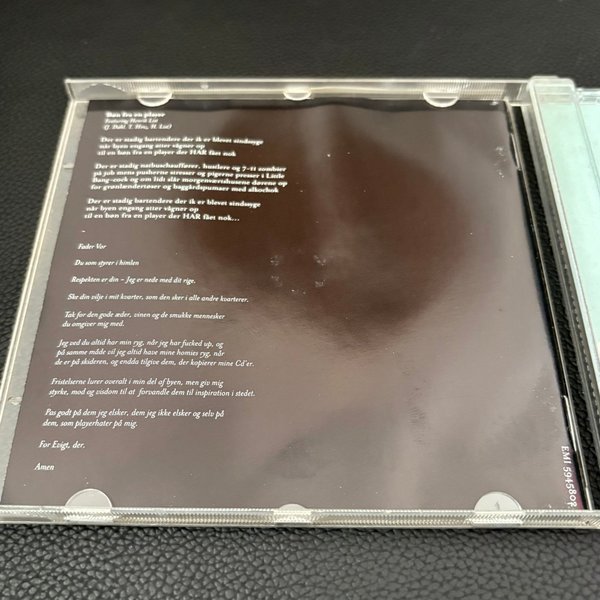 Bøn fra en player
Featuring Henrik List
(J. Dahl, T. Hess, H. List)
Der er stadig bartendere der ik er blevet sindssyge
når byen engang atter vågner op
til en bøn fra en player der HAR fået nok
Der er stadig natbuschauffører, hustlere og 7-11 zombier
på job mens pusherne stresser og pigerne presser i Little
Bang-cock og om lidt slår morgenværtshusene dørene op
for grønlændertøser og baggårdspumaer med alkochok
Der er stadig bartendere der ik er blevet sindssyge
når byen engang atter vågner op
til en bøn fra en player der HAR fået nok...
Fader Vor
Du som styrer i himlen
Respekten er din – Jeg er nede med dit rige.
Ske din vilje i mit kvarter, som den sker i alle andre kvarterer.
Tak for den gode æder, vinen og de smukke mennesker
du omgiver mig med.
Jeg ved du altid har min ryg, når jeg har fucked up, og
på samme måde vil jeg altid have mine homies ryg, når
de er på skideren, og endda tilgive dem, der kopierer mine Cd'er.
Fristelserne lurer overalt i min del af byen, men giv mig
styrke, mod og visdom til at forvandle dem til inspiration i stedet.
Pas godt på dem jeg elsker, dem jeg ikke elsker og selv på
dem, som playerhater på mig.
For Evigt, der.
Amen
EMI 5945802